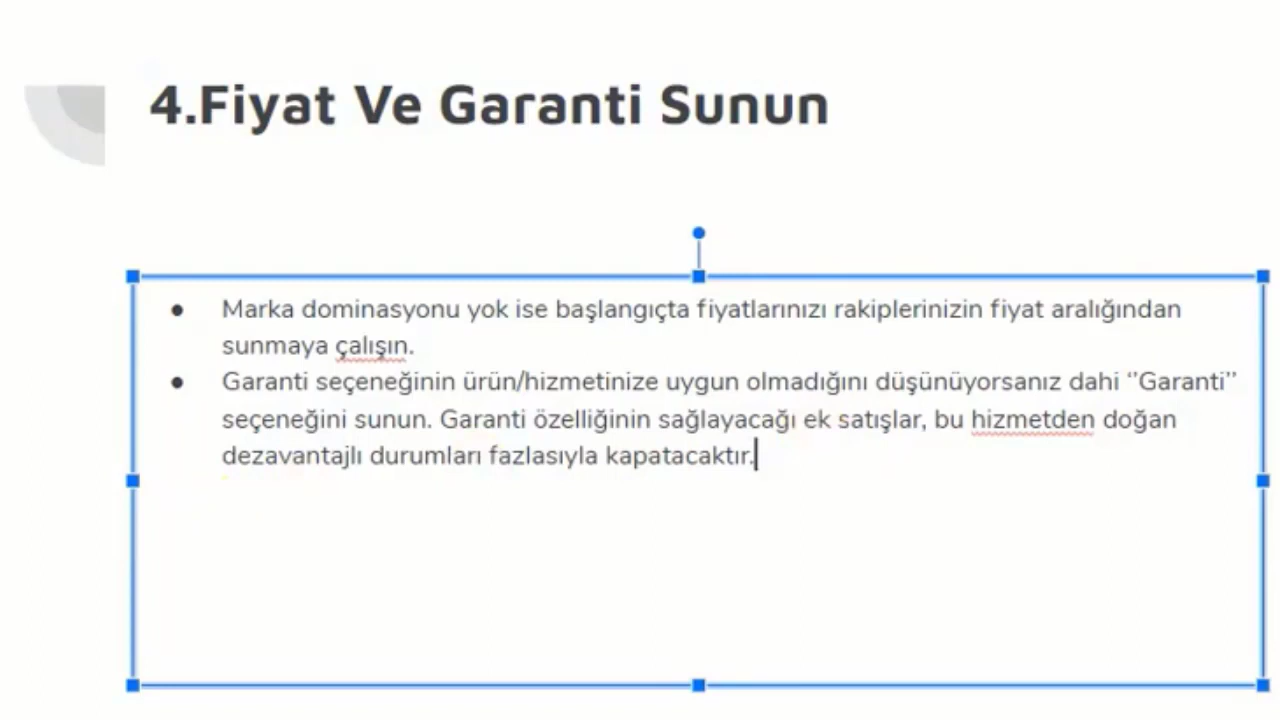 4.Fiyat Ve Garanti Sunun
● Marka dominasyonu yok ise başlangıçta fiyatlarınızı rakiplerinizin fiyat aralığından
sunmaya çalışın.
● Garanti seçeneğinin ürün/hizmetinize uygun olmadığını düşünüyorsanız dahi ‘’Garanti’’
seçeneğini sunun. Garanti özelliğinin sağlayacağı ek satışlar, bu hizmetden doğan
dezavantajlı durumları fazlasıyla kapatacaktır.